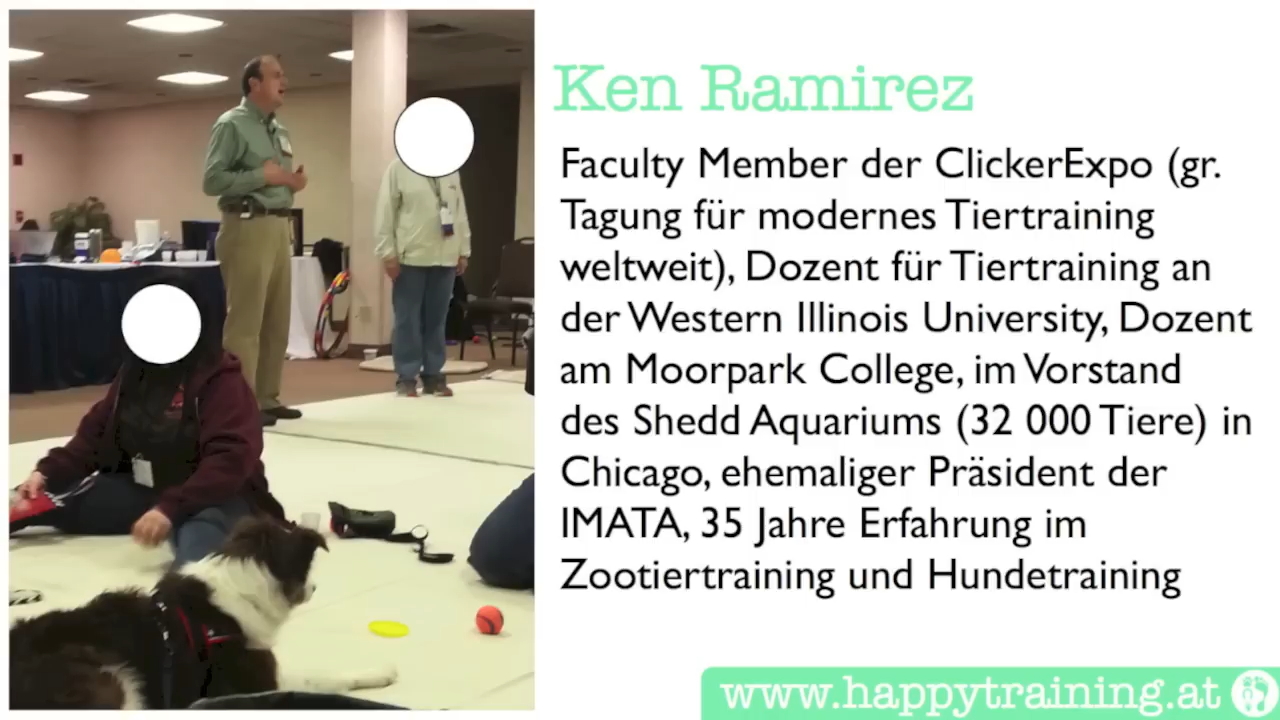 Ken Ramirez
Faculty Member der ClickerExpo (gr.
Tagung für modernes Tiertraining
weltweit), Dozent für Tiertraining an
der Western Illinois University, Dozent
am Moorpark College, im Vorstand
des Shedd Aquariums (32 000 Tiere) in
Chicago, ehemaliger Präsident der
IMATA, 35 Jahre Erfahrung im
Zootiertraining und Hundetraining
www.happytraining.at